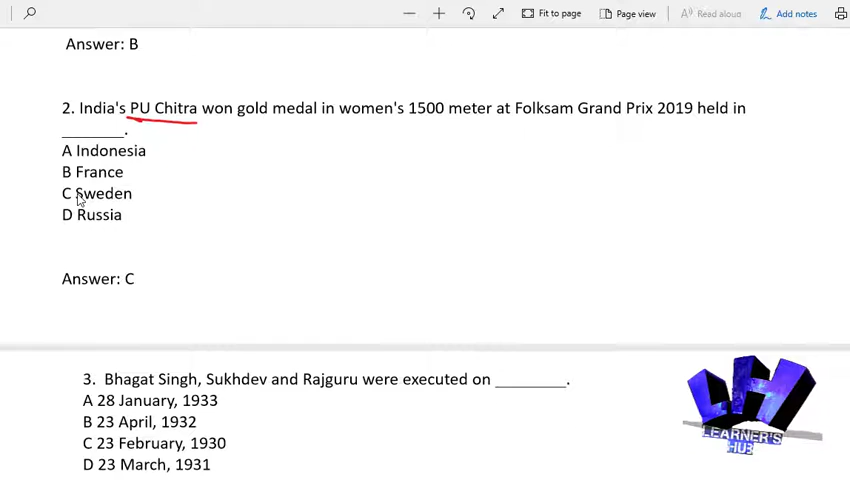 Fit to page
Page view
Read aloud
Add notes
Answer: B
2. India's PU Chitra won gold medal in women's 1500 meter at Folksam Grand Prix 2019 held in
_______.
A Indonesia
B France
C Sweden
D Russia
Answer: C
3. Bhagat Singh, Sukhdev and Rajguru were executed on ________.
A 28 January, 1933
B 23 April, 1932
C 23 February, 1930
D 23 March, 1931
LEARNER'S
HUB